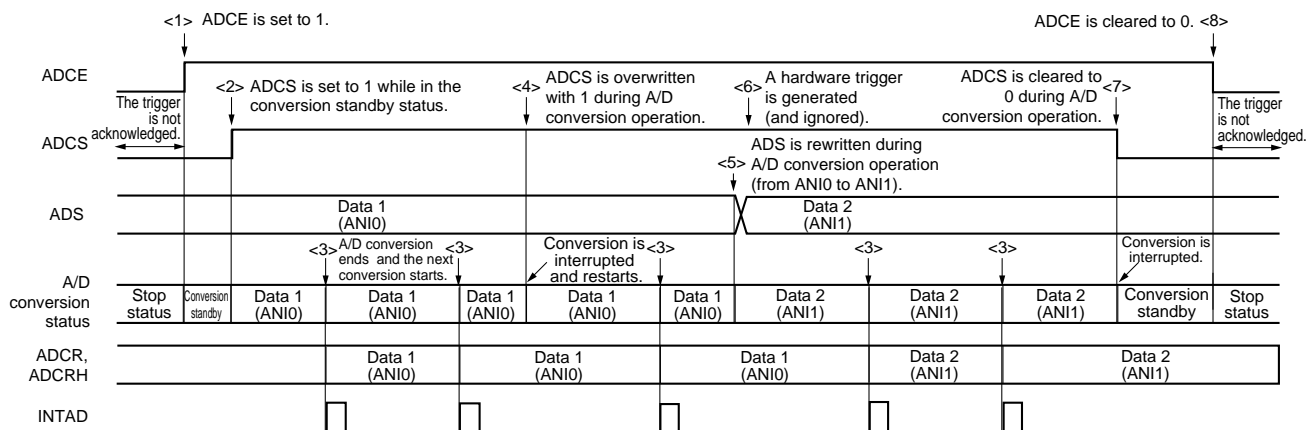 <1> ADCE is set to 1.
ADCE is cleared to 0. <8>
ADCE
<2> ADCS is set to 1 while in the
conversion standby status.
<4> ADCS is overwritten
with 1 during A/D
conversion operation.
<6> A hardware trigger
is generated
(and ignored).
ADCS is cleared to <7>
0 during A/D
conversion operation.
The trigger
is not
acknowledged.
The trigger
is not
acknowledged.
ADCS
<5> ADS is rewritten during
A/D conversion operation
(from ANI0 to ANI1).
ADS
Data 1
(ANI0)
Data 2
(ANI1)
<3> A/D conversion
ends and the next
conversion starts.
<3>
Conversion is
interrupted
and restarts.
<3>
<3>
<3>
Conversion is
interrupted.
A/D
conversion
status
Stop
status
Conversion
standby
Data 1
(ANI0)
Data 1
(ANI0)
Data 1
(ANI0)
Data 1
(ANI0)
Data 1
(ANI0)
Data 2
(ANI1)
Data 2
(ANI1)
Data 2
(ANI1)
Conversion
standby
Stop
status
ADCR,
ADCRH
Data 1
(ANI0)
Data 1
(ANI0)
Data 1
(ANI0)
Data 2
(ANI1)
Data 2
(ANI1)
INTAD